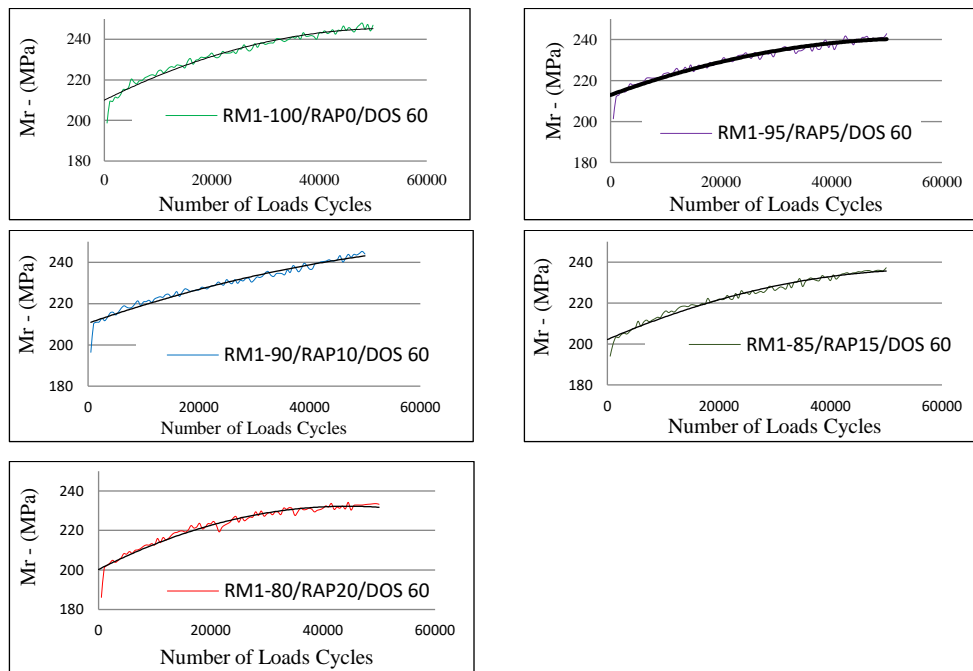 Mr - (MPa)
240
220
200
180
RM1-100/RAP0/DOS 60
0
20000
40000
60000
Number of Loads Cycles
Mr - (MPa)
240
220
200
180
RM1-95/RAP5/DOS 60
0
20000
40000
60000
Number of Loads Cycles
Mr - (MPa)
240
220
200
180
RM1-90/RAP10/DOS 60
0
20000
40000
60000
Number of Loads Cycles
Mr - (MPa)
240
220
200
180
RM1-85/RAP15/DOS 60
0
20000
40000
60000
Number of Loads Cycles
Mr - (MPa)
240
220
200
180
RM1-80/RAP20/DOS 60
0
20000
40000
60000
Number of Loads Cycles